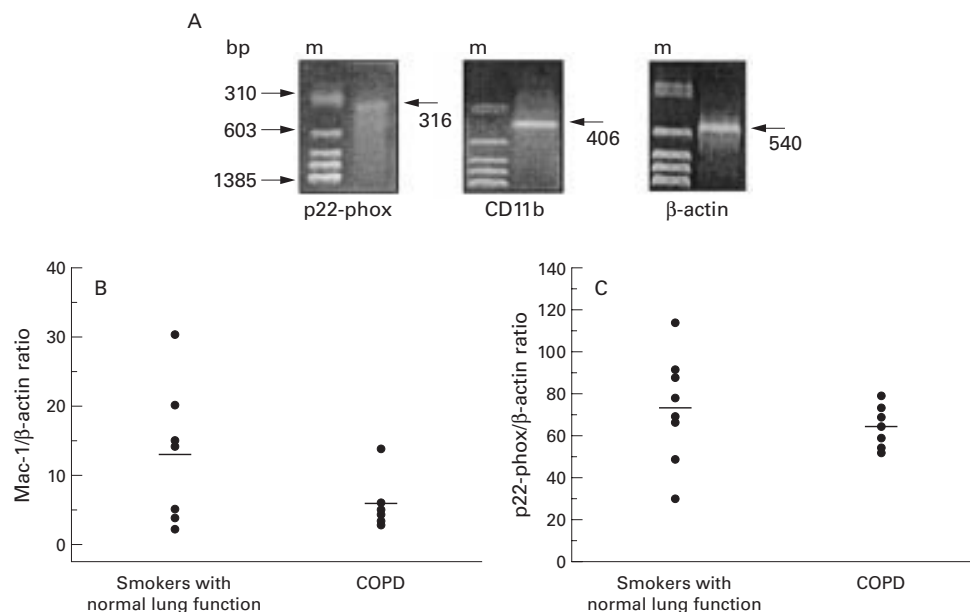 A
bp m m m
310
316
603
406
540
1385
p22-phox CD11b β-actin
B
Mac-1/β-actin ratio
40
30
20
10
0
Smokers with
normal lung function
COPD
C
p22-phox/β-actin ratio
140
120
100
80
60
40
30
0
Smokers with
normal lung function
COPD